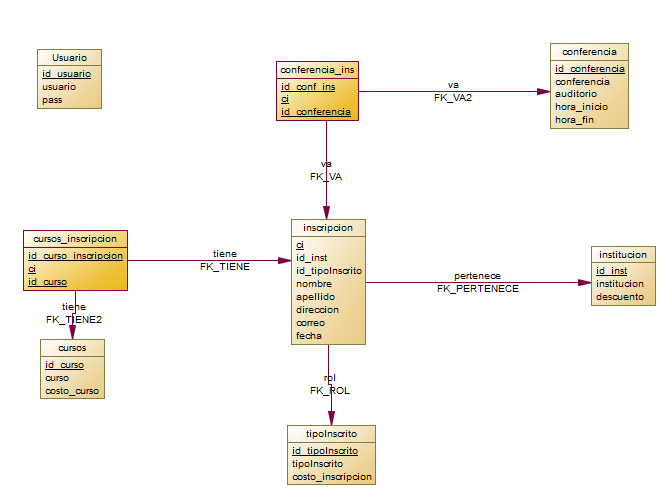 Usuario
id_usuario
usuario
pass
conferencia_ins
id_conf_ins
ci
id_conferencia
va
FK_VA2
conferencia
id_conferencia
conferencia
auditorio
hora_inicio
hora_fin
va
FK_VA
cursos_inscripcion
id_curso_inscripcion
ci
id_curso
tiene
FK_TIENE
inscripcion
ci
id_inst
id_tipoInscrito
nombre
apellido
direccion
correo
fecha
pertenece
FK_PERTENECE
institucion
id_inst
institucion
descuento
tiene
FK_TIENE2
cursos
id_curso
curso
costo_curso
rol
FK_ROL
tipoInscrito
id_tipoInscrito
tipoInscrito
costo_inscripcion